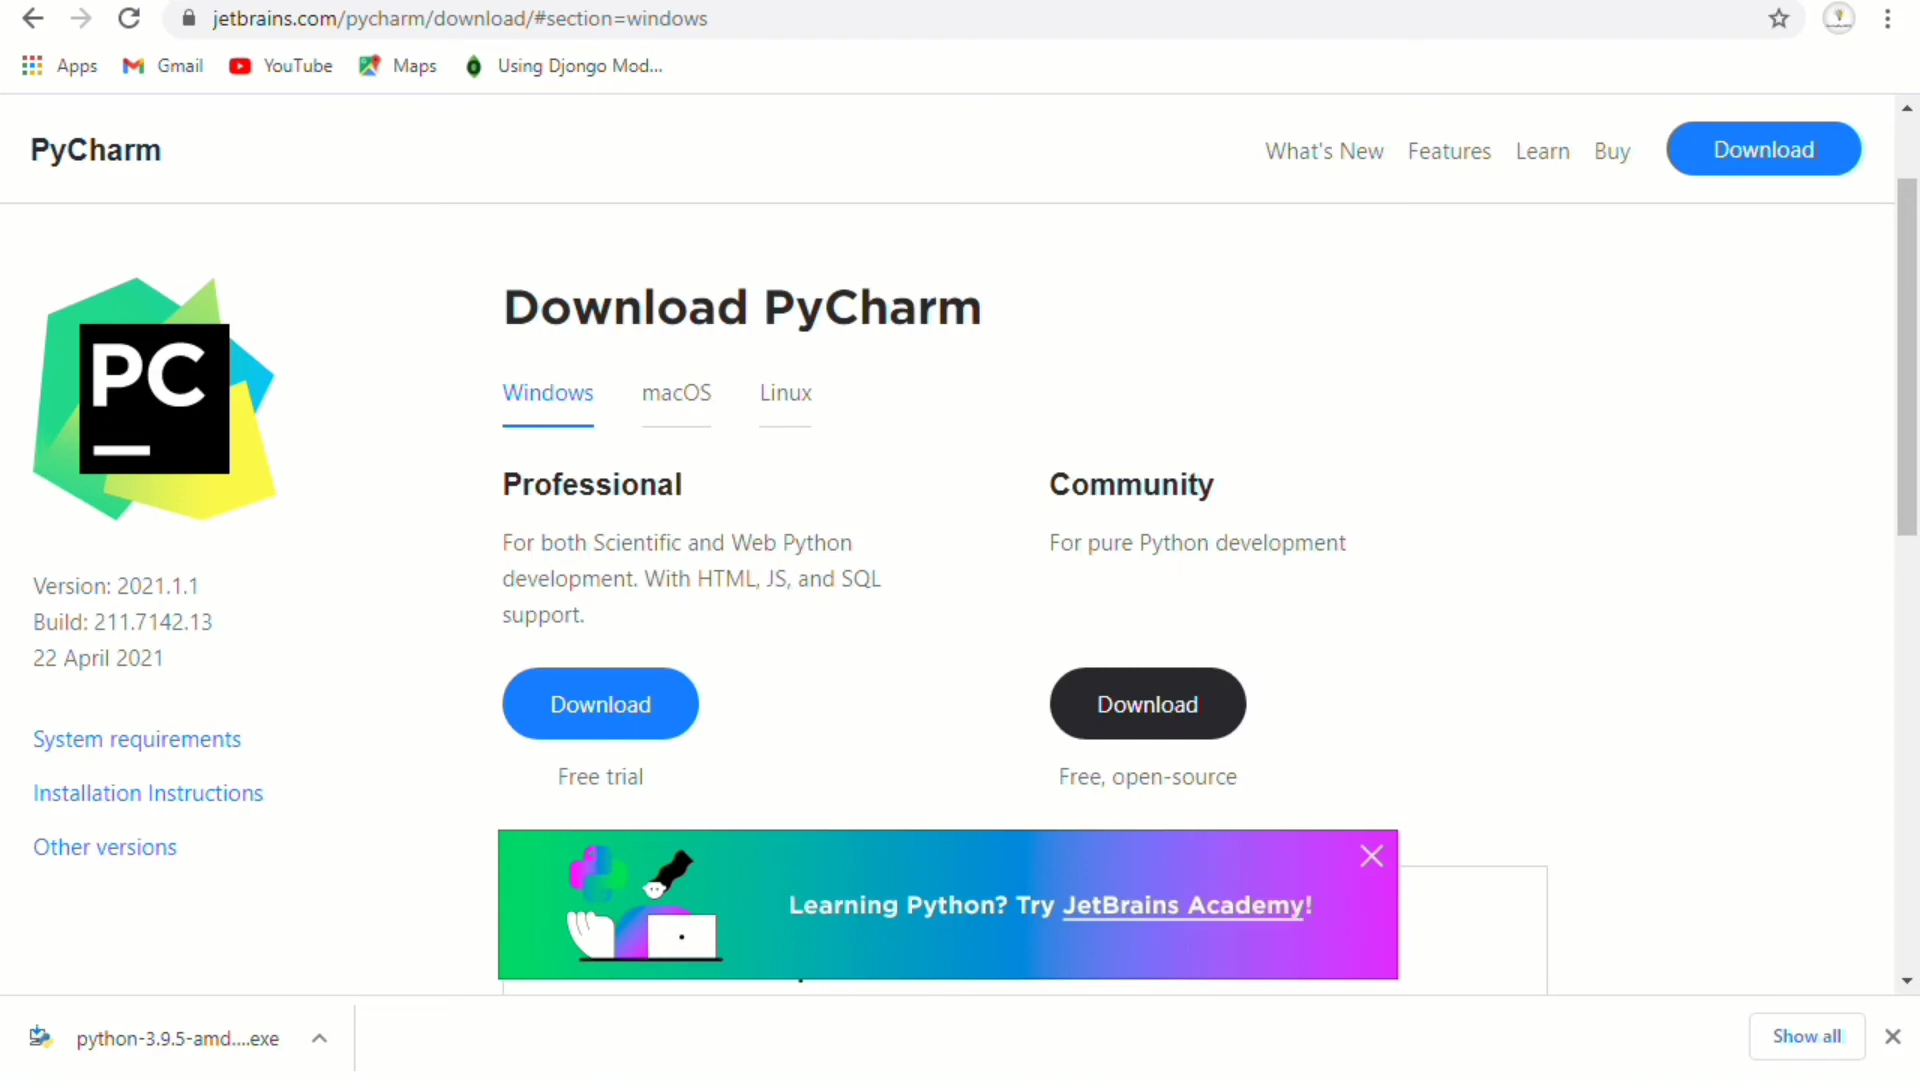 jetbrains.com/pycharm/download/#section=windows
Apps Gmail YouTube Maps Using Djongo Mod...
PyCharm
What's New Features Learn Buy Download
PC
Download PyCharm
Windows macOS Linux
Professional
For both Scientific and Web Python
development. With HTML, JS, and SQL
support.
Download
Free trial
Community
For pure Python development
Download
Free, open-source
Version: 2021.1.1
Build: 211.7142.13
22 April 2021
System requirements
Installation Instructions
Other versions
Learning Python? Try JetBrains Academy!
python-3.9.5-amd....exe
Show all